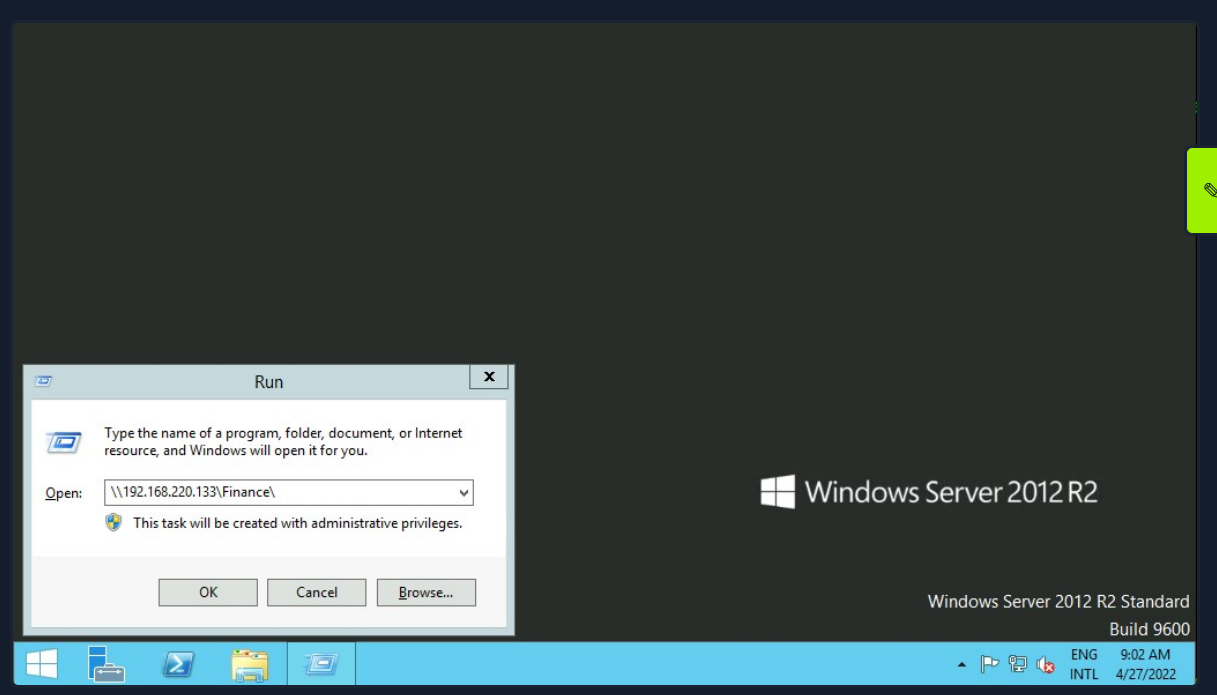 Run
x
Type the name of a program, folder, document, or Internet
resource, and Windows will open it for you.
Open:
\\192.168.220.133\Finance\
This task will be created with administrative privileges.
OK
Cancel
Browse...
Windows Server 2012 R2
Windows Server 2012 R2 Standard
Build 9600
ENG
INTL
9:02 AM
4/27/2022